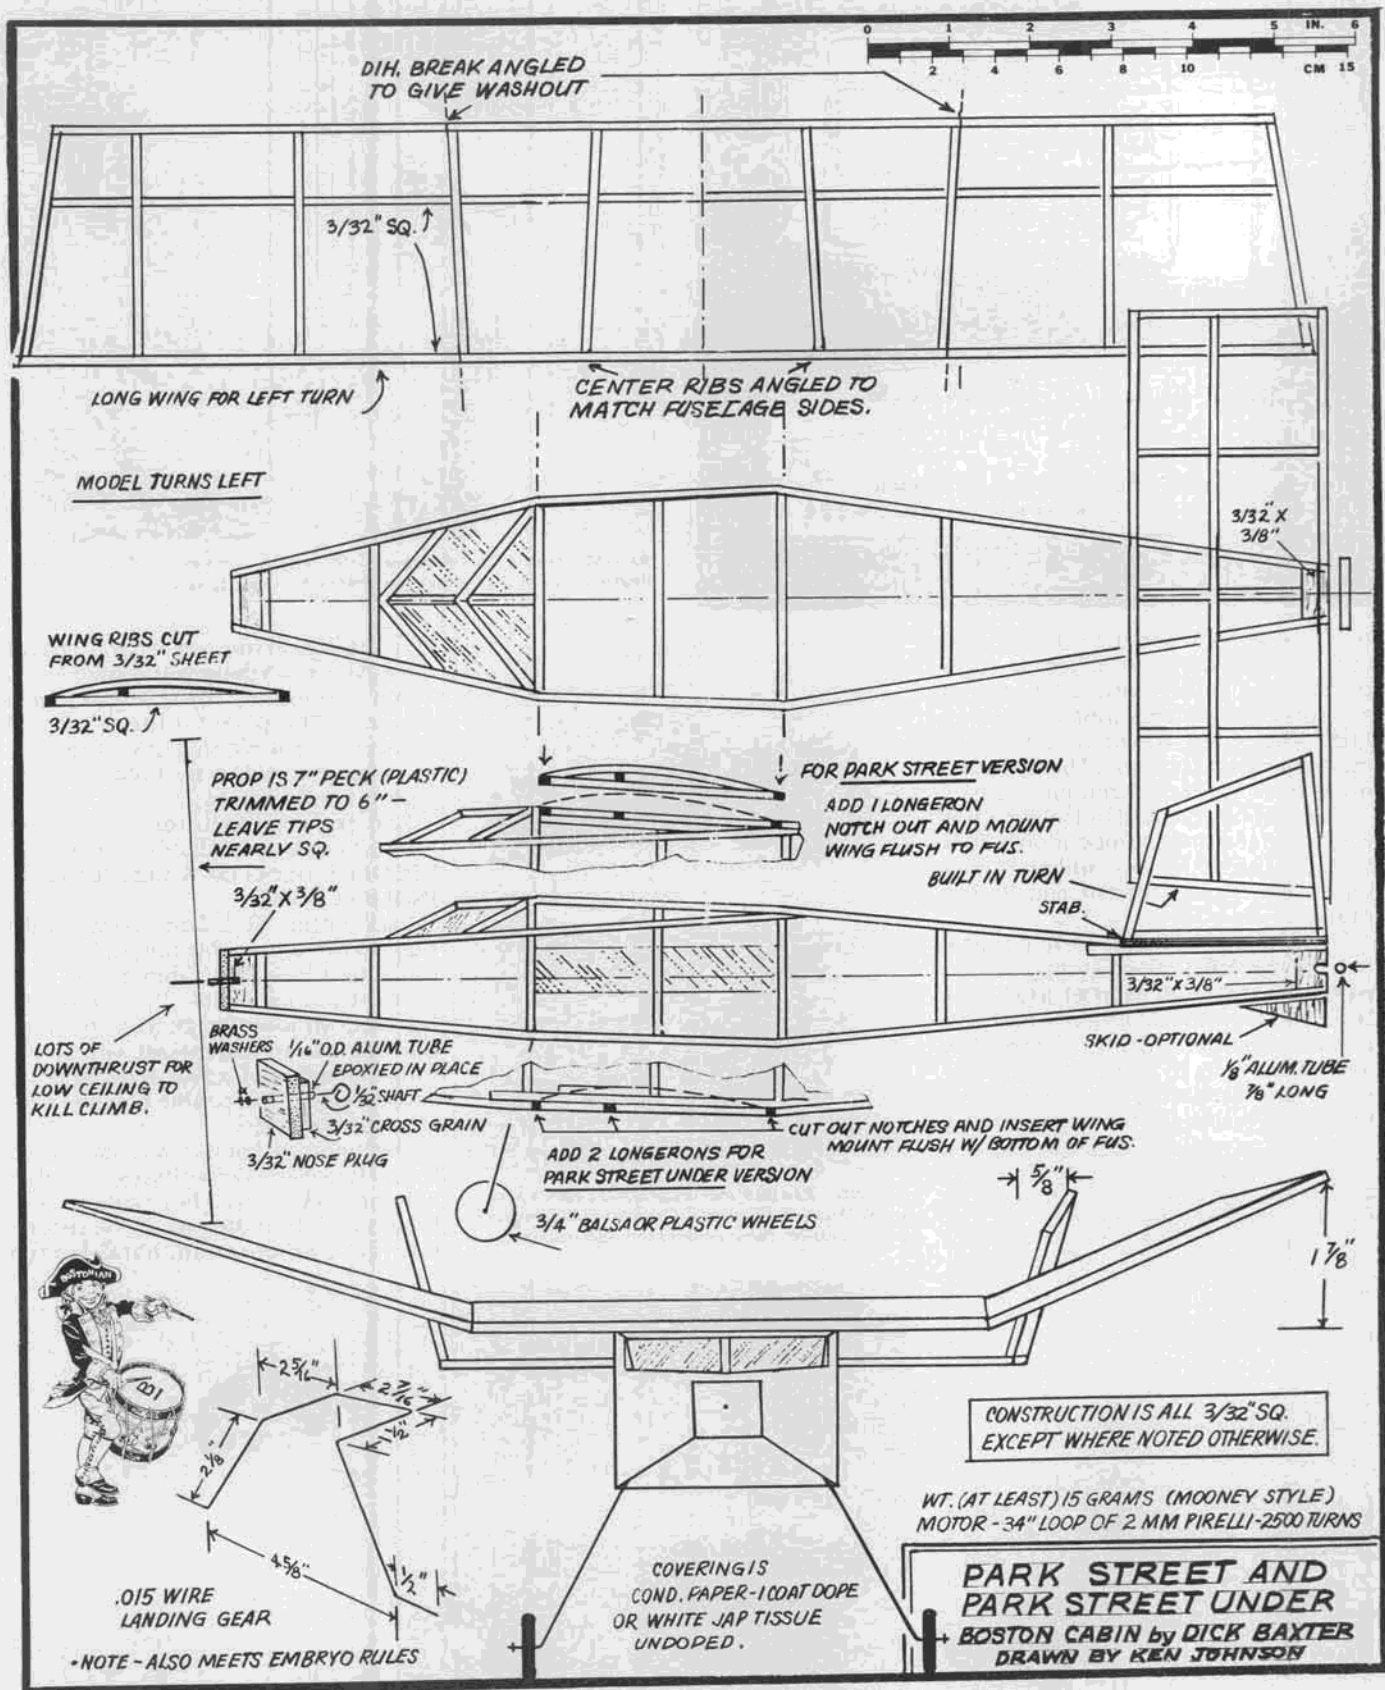 0 1 2 3 4 5 IN. 6
2 4 6 8 10 CM 15
DIH. BREAK ANGLED
TO GIVE WASHOUT
3/32" SQ.
LONG WING FOR LEFT TURN
CENTER RIBS ANGLED TO
MATCH FUSELAGE SIDES.
MODEL TURNS LEFT
3/32" X
3/8"
WING RIBS CUT
FROM 3/32" SHEET
3/32" SQ.
PROP IS 7" PECK (PLASTIC)
TRIMMED TO 6" –
LEAVE TIPS
NEARLY SQ.
FOR PARK STREET VERSION
ADD 1 LONGERON
NOTCH OUT AND MOUNT
WING FLUSH TO FUS.
BUILT IN TURN
STAB.
3/32" X 3/8"
3/32" X 3/8"
LOTS OF
DOWNTHRUST FOR
LOW CEILING TO
KILL CLIMB.
BRASS
WASHERS
1/16" O.D. ALUM. TUBE
EPOXIED IN PLACE
1/32" SHAFT
3/32" CROSS GRAIN
3/32" NOSE PLUG
SKID - OPTIONAL
1/8" ALUM. TUBE
7/8" LONG
CUT OUT NOTCHES AND INSERT WING
MOUNT FLUSH W/ BOTTOM OF FUS.
ADD 2 LONGERONS FOR
PARK STREET UNDER VERSION
3/4" BALSA OR PLASTIC WHEELS
5/8"
1 7/8"
BOSTONIAN
2 5/16"
2 7/16"
1 1/2"
2 1/8"
4 5/8"
1/2"
.015 WIRE
LANDING GEAR
• NOTE - ALSO MEETS EMBRYO RULES
CONSTRUCTION IS ALL 3/32" SQ.
EXCEPT WHERE NOTED OTHERWISE.
WT. (AT LEAST) 15 GRAMS (MOONEY STYLE)
MOTOR - 34" LOOP OF 2 MM PIRELLI - 2500 TURNS
COVERING IS
COND. PAPER - 1 COAT DOPE
OR WHITE JAP TISSUE
UNDOPED.
PARK STREET AND
PARK STREET UNDER
BOSTON CABIN by DICK BAXTER
DRAWN BY KEN JOHNSON